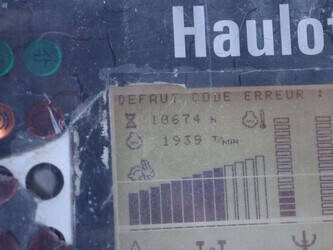 Haulo
DEFAUT CODE ERREUR :
10674 H
1939 T/MIN